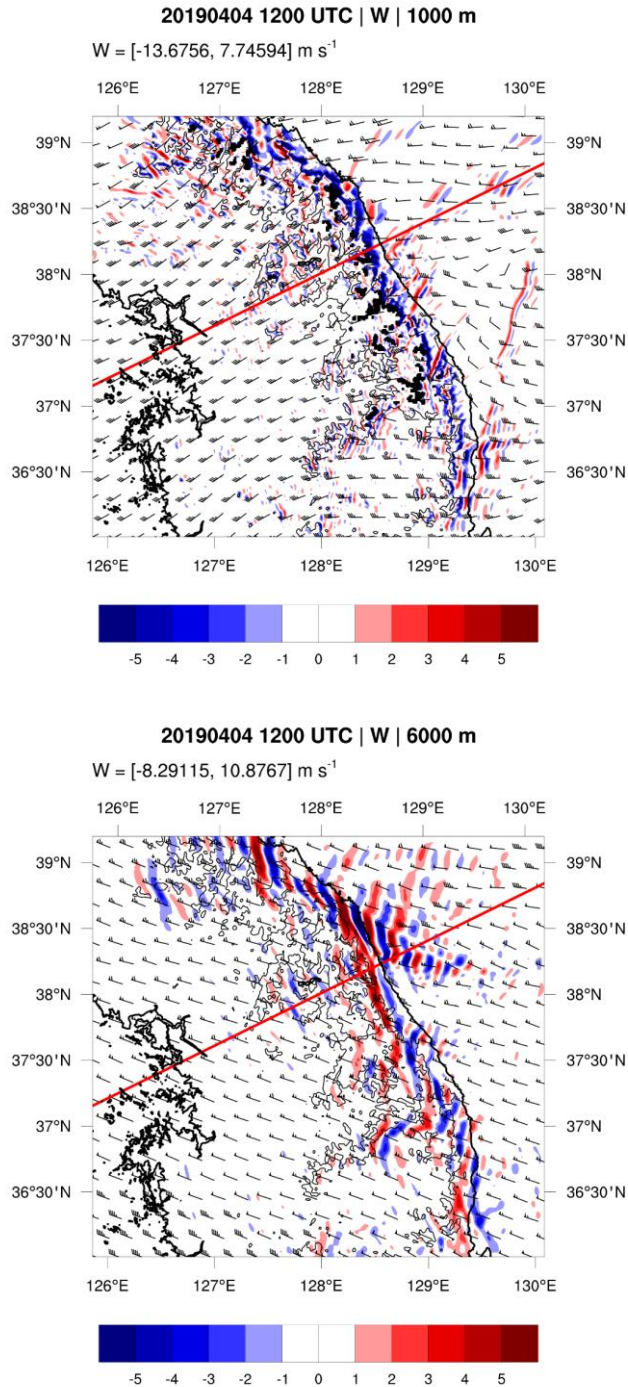 20190404 1200 UTC | W | 1000 m
W = [-13.6756, 7.74594] m s-1
126°E 127°E 128°E 129°E 130°E
39°N 39°N
38°30'N 38°30'N
38°N 38°N
37°30'N 37°30'N
37°N 37°N
36°30'N 36°30'N
126°E 127°E 128°E 129°E 130°E
-5 -4 -3 -2 -1 0 1 2 3 4 5
20190404 1200 UTC | W | 6000 m
W = [-8.29115, 10.8767] m s-1
126°E 127°E 128°E 129°E 130°E
39°N 39°N
38°30'N 38°30'N
38°N 38°N
37°30'N 37°30'N
37°N 37°N
36°30'N 36°30'N
126°E 127°E 128°E 129°E 130°E
-5 -4 -3 -2 -1 0 1 2 3 4 5